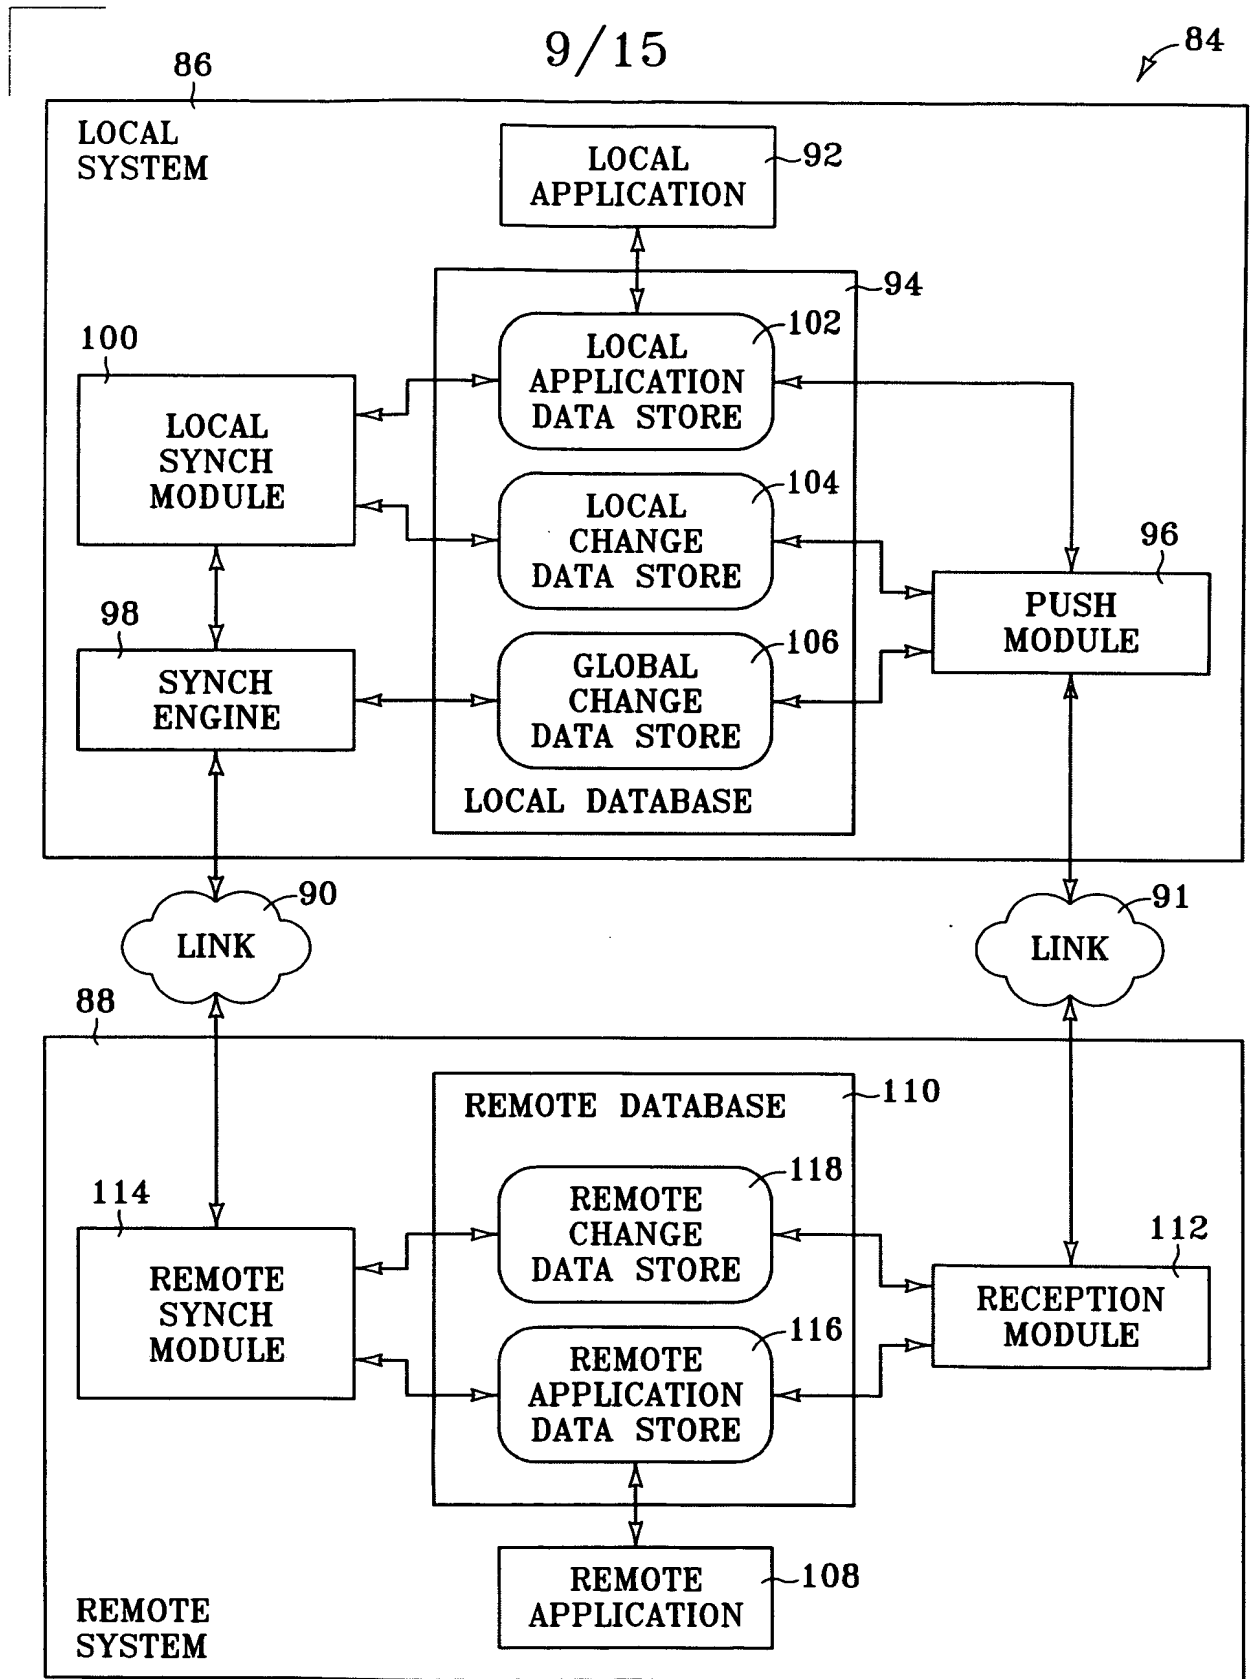 9/15
84
86
LOCAL
SYSTEM
LOCAL
APPLICATION
92
94
100
LOCAL
SYNCH
MODULE
102
LOCAL
APPLICATION
DATA STORE
104
LOCAL
CHANGE
DATA STORE
96
PUSH
MODULE
98
SYNCH
ENGINE
106
GLOBAL
CHANGE
DATA STORE
LOCAL DATABASE
90
LINK
91
LINK
88
REMOTE DATABASE
110
114
REMOTE
SYNCH
MODULE
118
REMOTE
CHANGE
DATA STORE
112
RECEPTION
MODULE
116
REMOTE
APPLICATION
DATA STORE
REMOTE
APPLICATION
108
REMOTE
SYSTEM